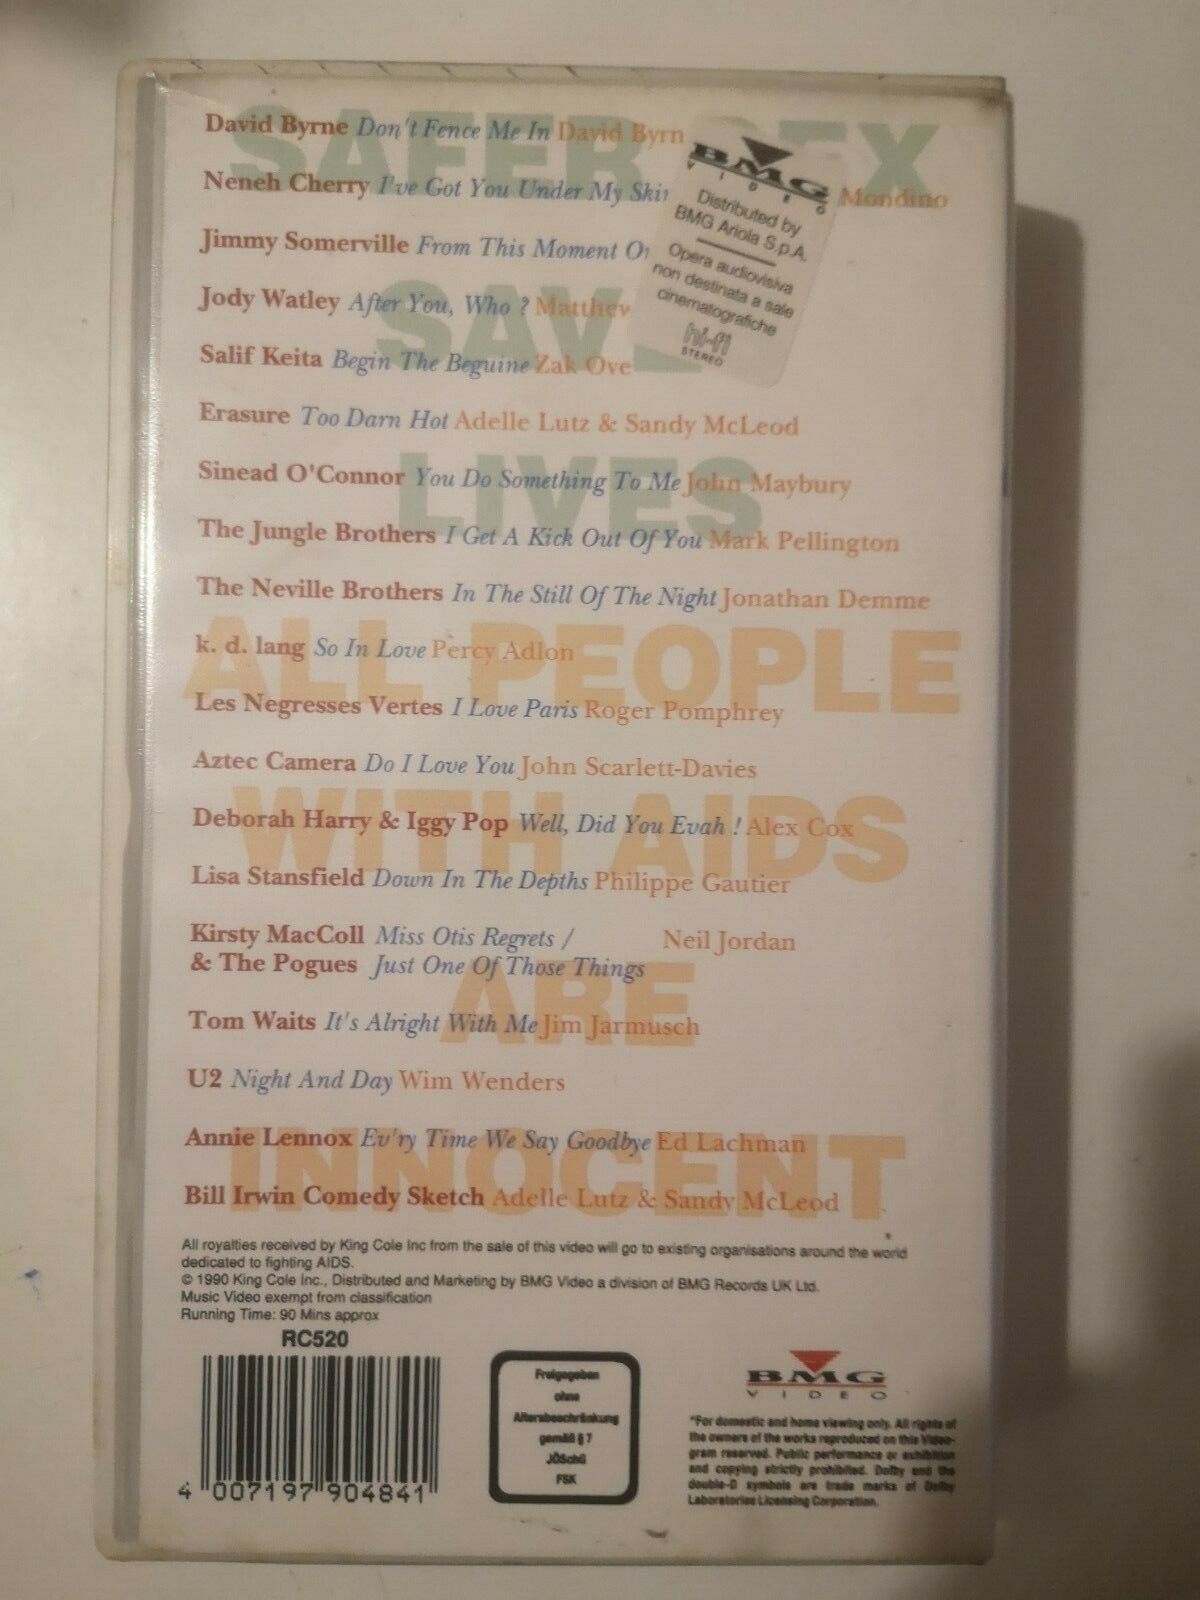 SAFER SEX
SAVES
LIVES
ALL PEOPLE
WITH AIDS
ARE
INNOCENT
David Byrne Don't Fence Me In David Byrn
Neneh Cherry I've Got You Under My Skin Mondino
Jimmy Somerville From This Moment On
Jody Watley After You, Who ? Matthew
Salif Keita Begin The Beguine Zak Ove
Erasure Too Darn Hot Adelle Lutz & Sandy McLeod
Sinead O'Connor You Do Something To Me John Maybury
The Jungle Brothers I Get A Kick Out Of You Mark Pellington
The Neville Brothers In The Still Of The Night Jonathan Demme
k. d. lang So In Love Percy Adlon
Les Negresses Vertes I Love Paris Roger Pomphrey
Aztec Camera Do I Love You John Scarlett-Davies
Deborah Harry & Iggy Pop Well, Did You Evah ! Alex Cox
Lisa Stansfield Down In The Depths Philippe Gautier
Kirsty MacColl Miss Otis Regrets / Neil Jordan
& The Pogues Just One Of Those Things
Tom Waits It's Alright With Me Jim Jarmusch
U2 Night And Day Wim Wenders
Annie Lennox Ev'ry Time We Say Goodbye Ed Lachman
Bill Irwin Comedy Sketch Adelle Lutz & Sandy McLeod
BMG
VIDEO
Distributed by
BMG Ariola S.p.A.
Opera audiovisiva
non destinata a sale
cinematografiche
hi-fi
STEREO
All royalties received by King Cole Inc from the sale of this video will go to existing organisations around the world
dedicated to fighting AIDS.
© 1990 King Cole Inc., Distributed and Marketing by BMG Video a division of BMG Records UK Ltd.
Music Video exempt from classification
Running Time: 90 Mins approx
RC520
4 007197 904841
Freigegeben
ohne
Altersbeschränkung
gemäß § 7
JÖSchG
FSK
BMG
VIDEO
"For domestic and home viewing only. All rights of
the owners of the works reproduced on this Video-
gram reserved. Public performance or exhibition
and copying strictly prohibited. Dolby and the
double-D symbols are trade marks of Dolby
Laboratories Licensing Corporation.